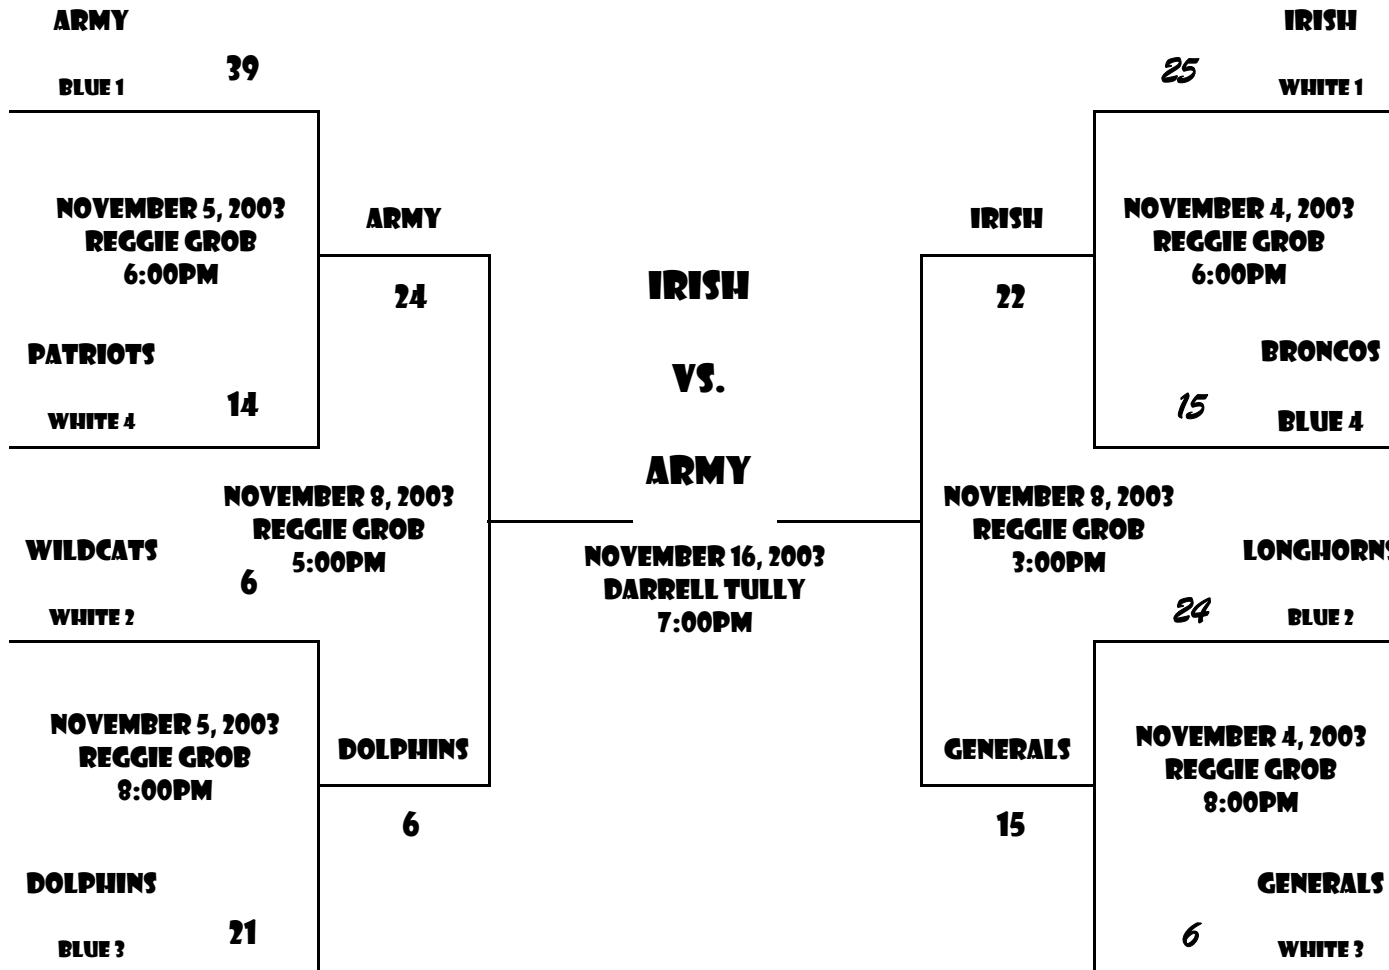 ARMY
39
BLUE 1
NOVEMBER 5, 2003
REGGIE GROB
6:00PM
PATRIOTS
14
WHITE 4
WILDCATS
6
WHITE 2
NOVEMBER 5, 2003
REGGIE GROB
8:00PM
DOLPHINS
21
BLUE 3
ARMY
24
NOVEMBER 8, 2003
REGGIE GROB
5:00PM
DOLPHINS
6
IRISH
VS.
ARMY
NOVEMBER 16, 2003
DARRELL TULLY
7:00PM
IRISH
22
NOVEMBER 8, 2003
REGGIE GROB
3:00PM
GENERALS
15
IRISH
25
WHITE 1
NOVEMBER 4, 2003
REGGIE GROB
6:00PM
BRONCOS
15
BLUE 4
LONGHORNS
24
BLUE 2
NOVEMBER 4, 2003
REGGIE GROB
8:00PM
GENERALS
6
WHITE 3